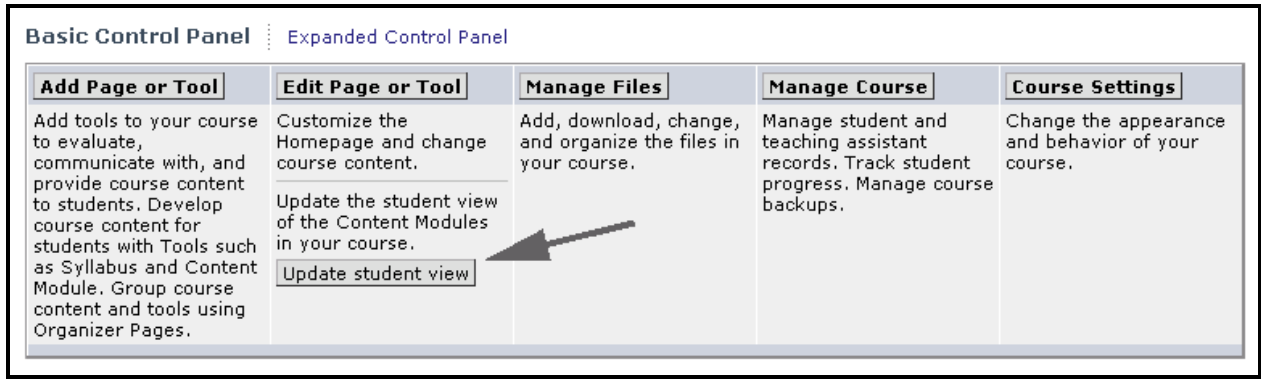 Basic Control Panel Expanded Control Panel
Add Page or Tool
Add tools to your course
to evaluate,
communicate with, and
provide course content
to students. Develop
course content for
students with Tools such
as Syllabus and Content
Module. Group course
content and tools using
Organizer Pages.
Edit Page or Tool
Customize the
Homepage and change
course content.
Update the student view
of the Content Modules
in your course.
Update student view
Manage Files
Add, download, change,
and organize the files in
your course.
Manage Course
Manage student and
teaching assistant
records. Track student
progress. Manage course
backups.
Course Settings
Change the appearance
and behavior of your
course.